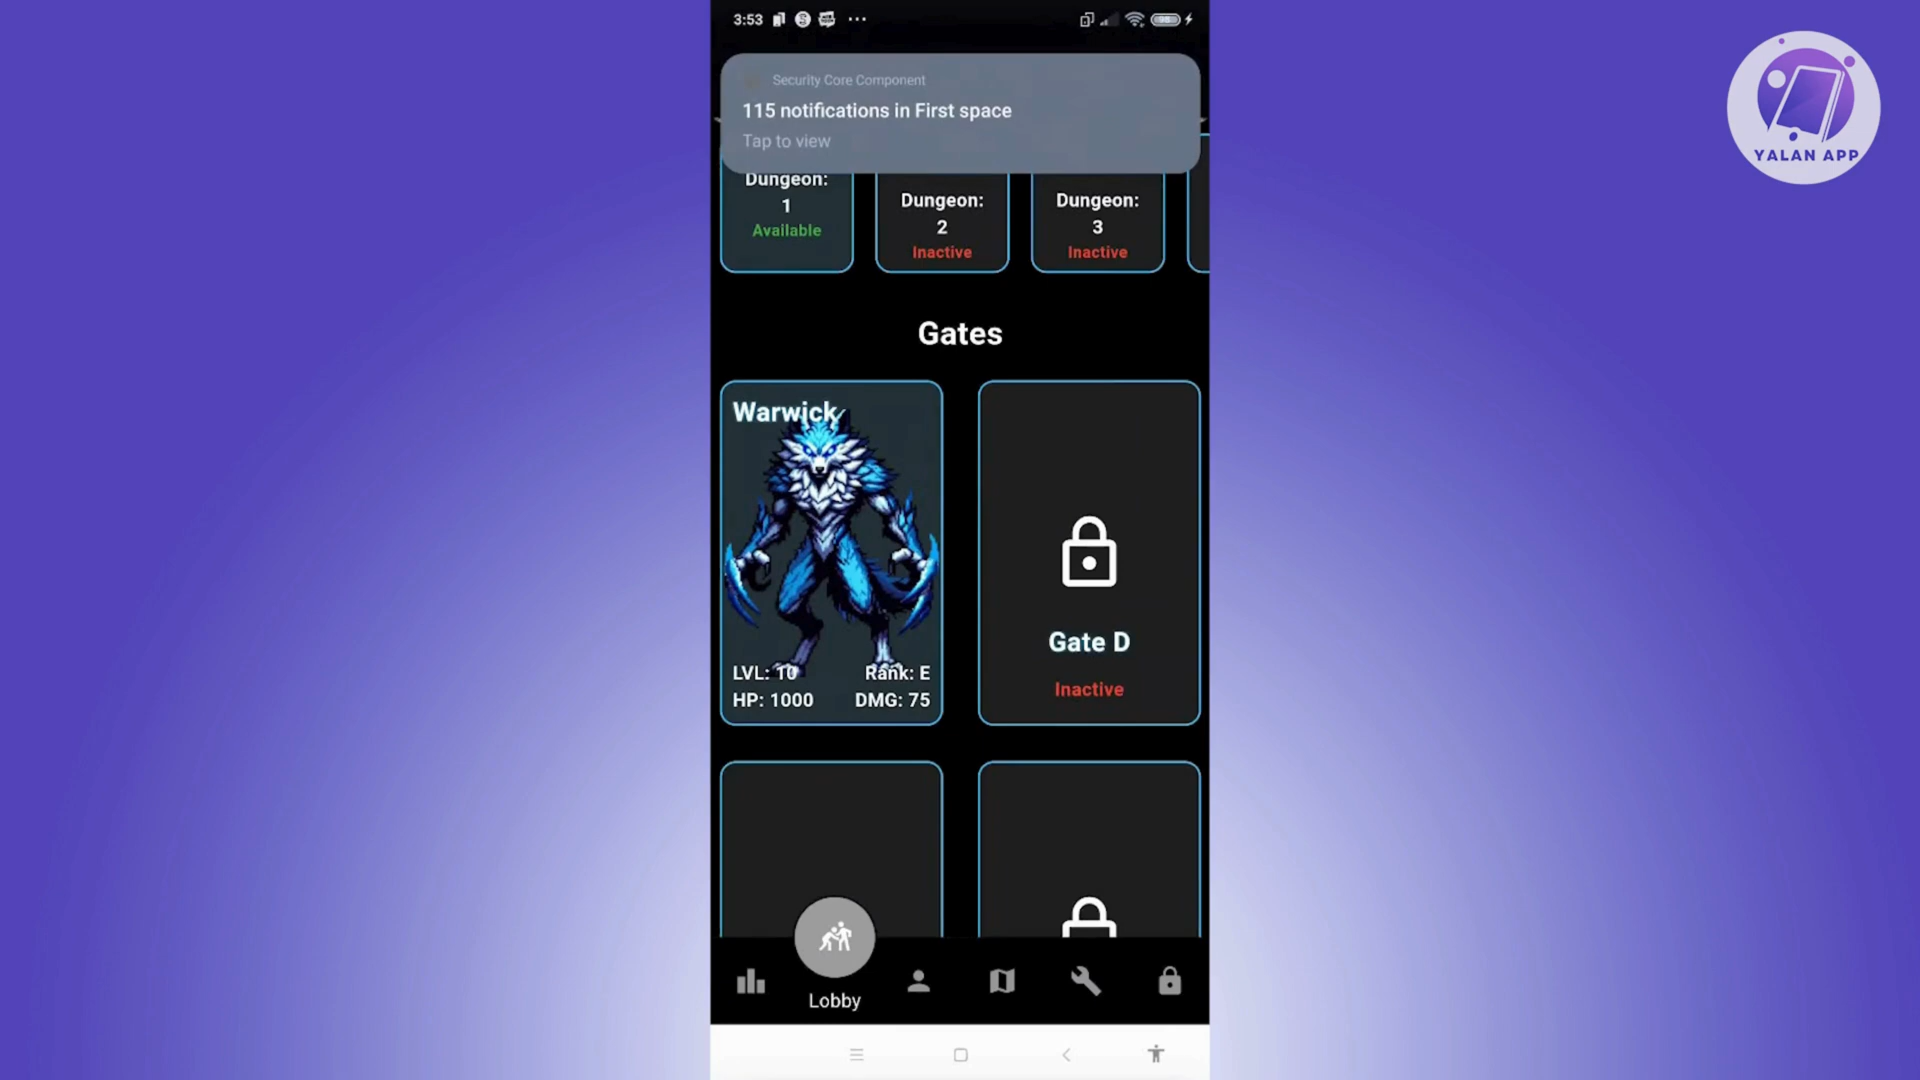 3:53
98
Security Core Component
115 notifications in First space
Tap to view
Dungeon:
1
Available
Dungeon:
2
Inactive
Dungeon:
3
Inactive
Gates
Warwick
LVL: 10
Rank: E
HP: 1000
DMG: 75
Gate D
Inactive
Lobby
YALAN APP